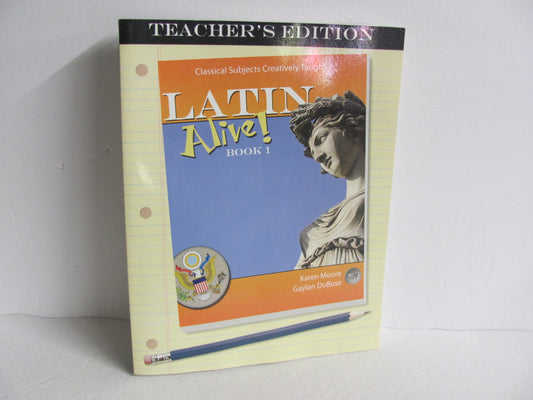 TEACHER'S EDITION
Classical Subjects Creatively Taught
LATIN
Alive!
BOOK 1
Karen Moore
Gaylan DuBose